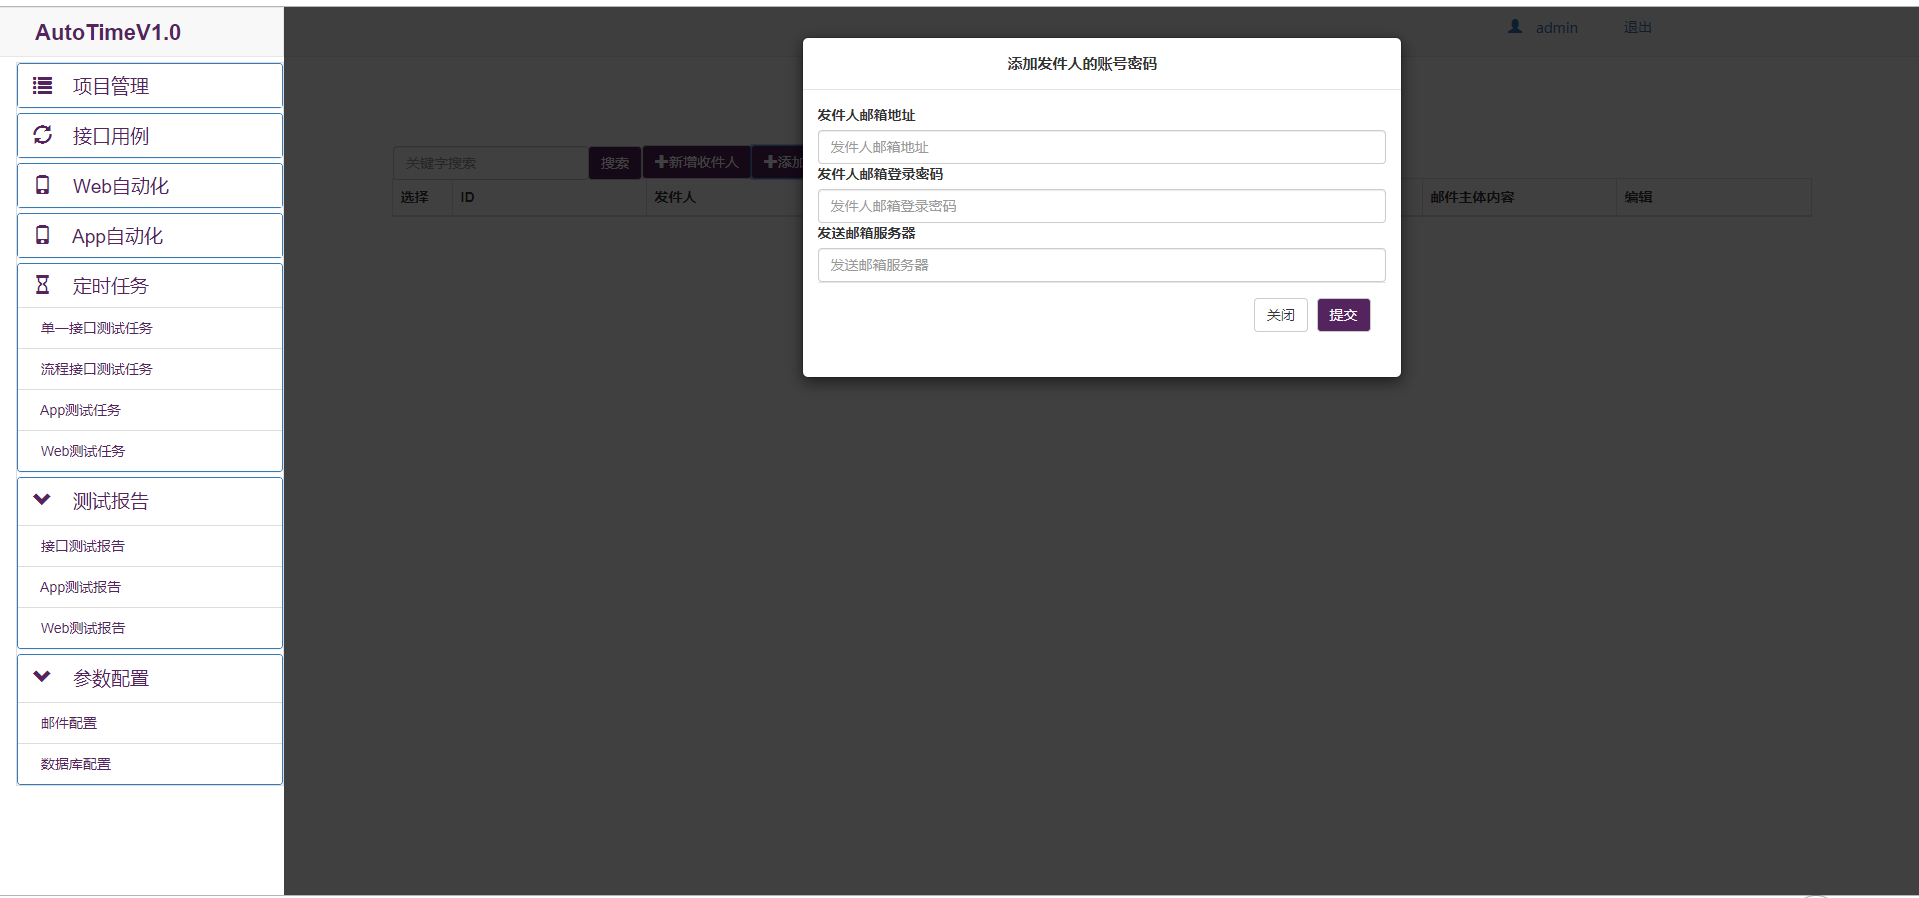 AutoTimeV1.0
admin
退出
项目管理
接口用例
Web自动化
App自动化
定时任务
单一接口测试任务
流程接口测试任务
App测试任务
Web测试任务
测试报告
接口测试报告
App测试报告
Web测试报告
参数配置
邮件配置
数据库配置
关键字搜索
搜索
新增收件人
添加
选择
ID
发件人
邮件主体内容
编辑
添加发件人的账号密码
发件人邮箱地址
发件人邮箱地址
发件人邮箱登录密码
发件人邮箱登录密码
发送邮箱服务器
发送邮箱服务器
关闭
提交